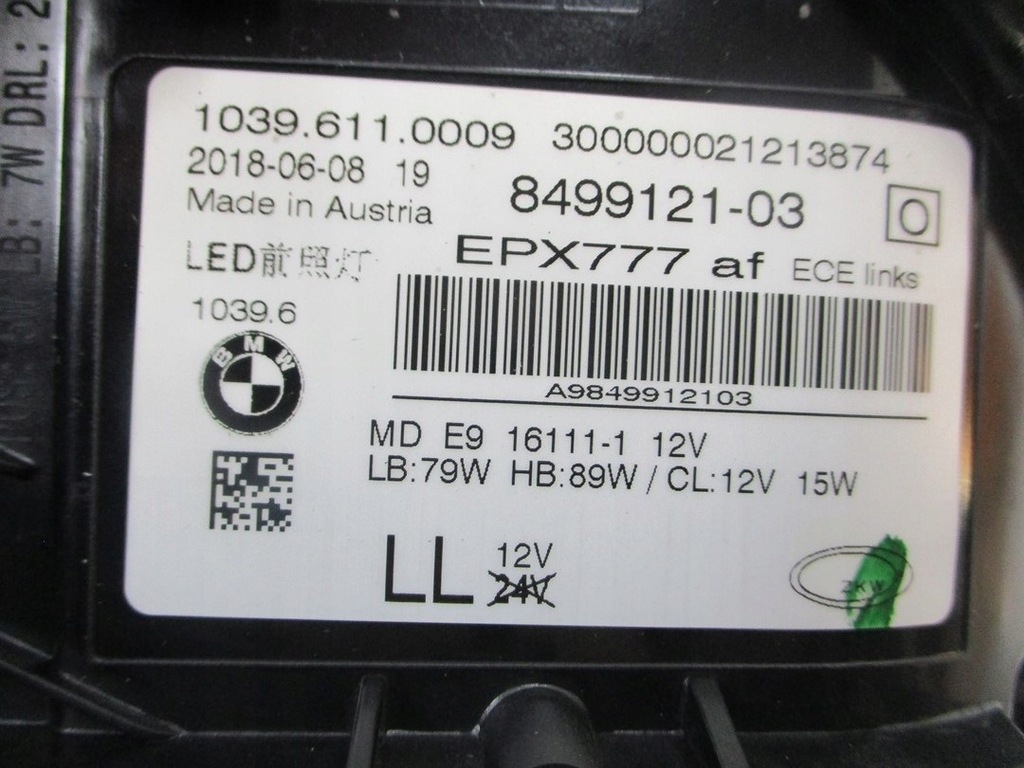 LB: 7W DRL: 2
1039.611.0009 300000021213874
2018-06-08 19
8499121-03 O
Made in Austria
EPX777 af ECE links
LED前照灯
1039.6
BMW
A9849912103
MD E9 16111-1 12V
LB:79W HB:89W / CL:12V 15W
LL 12V
24V
ZKW